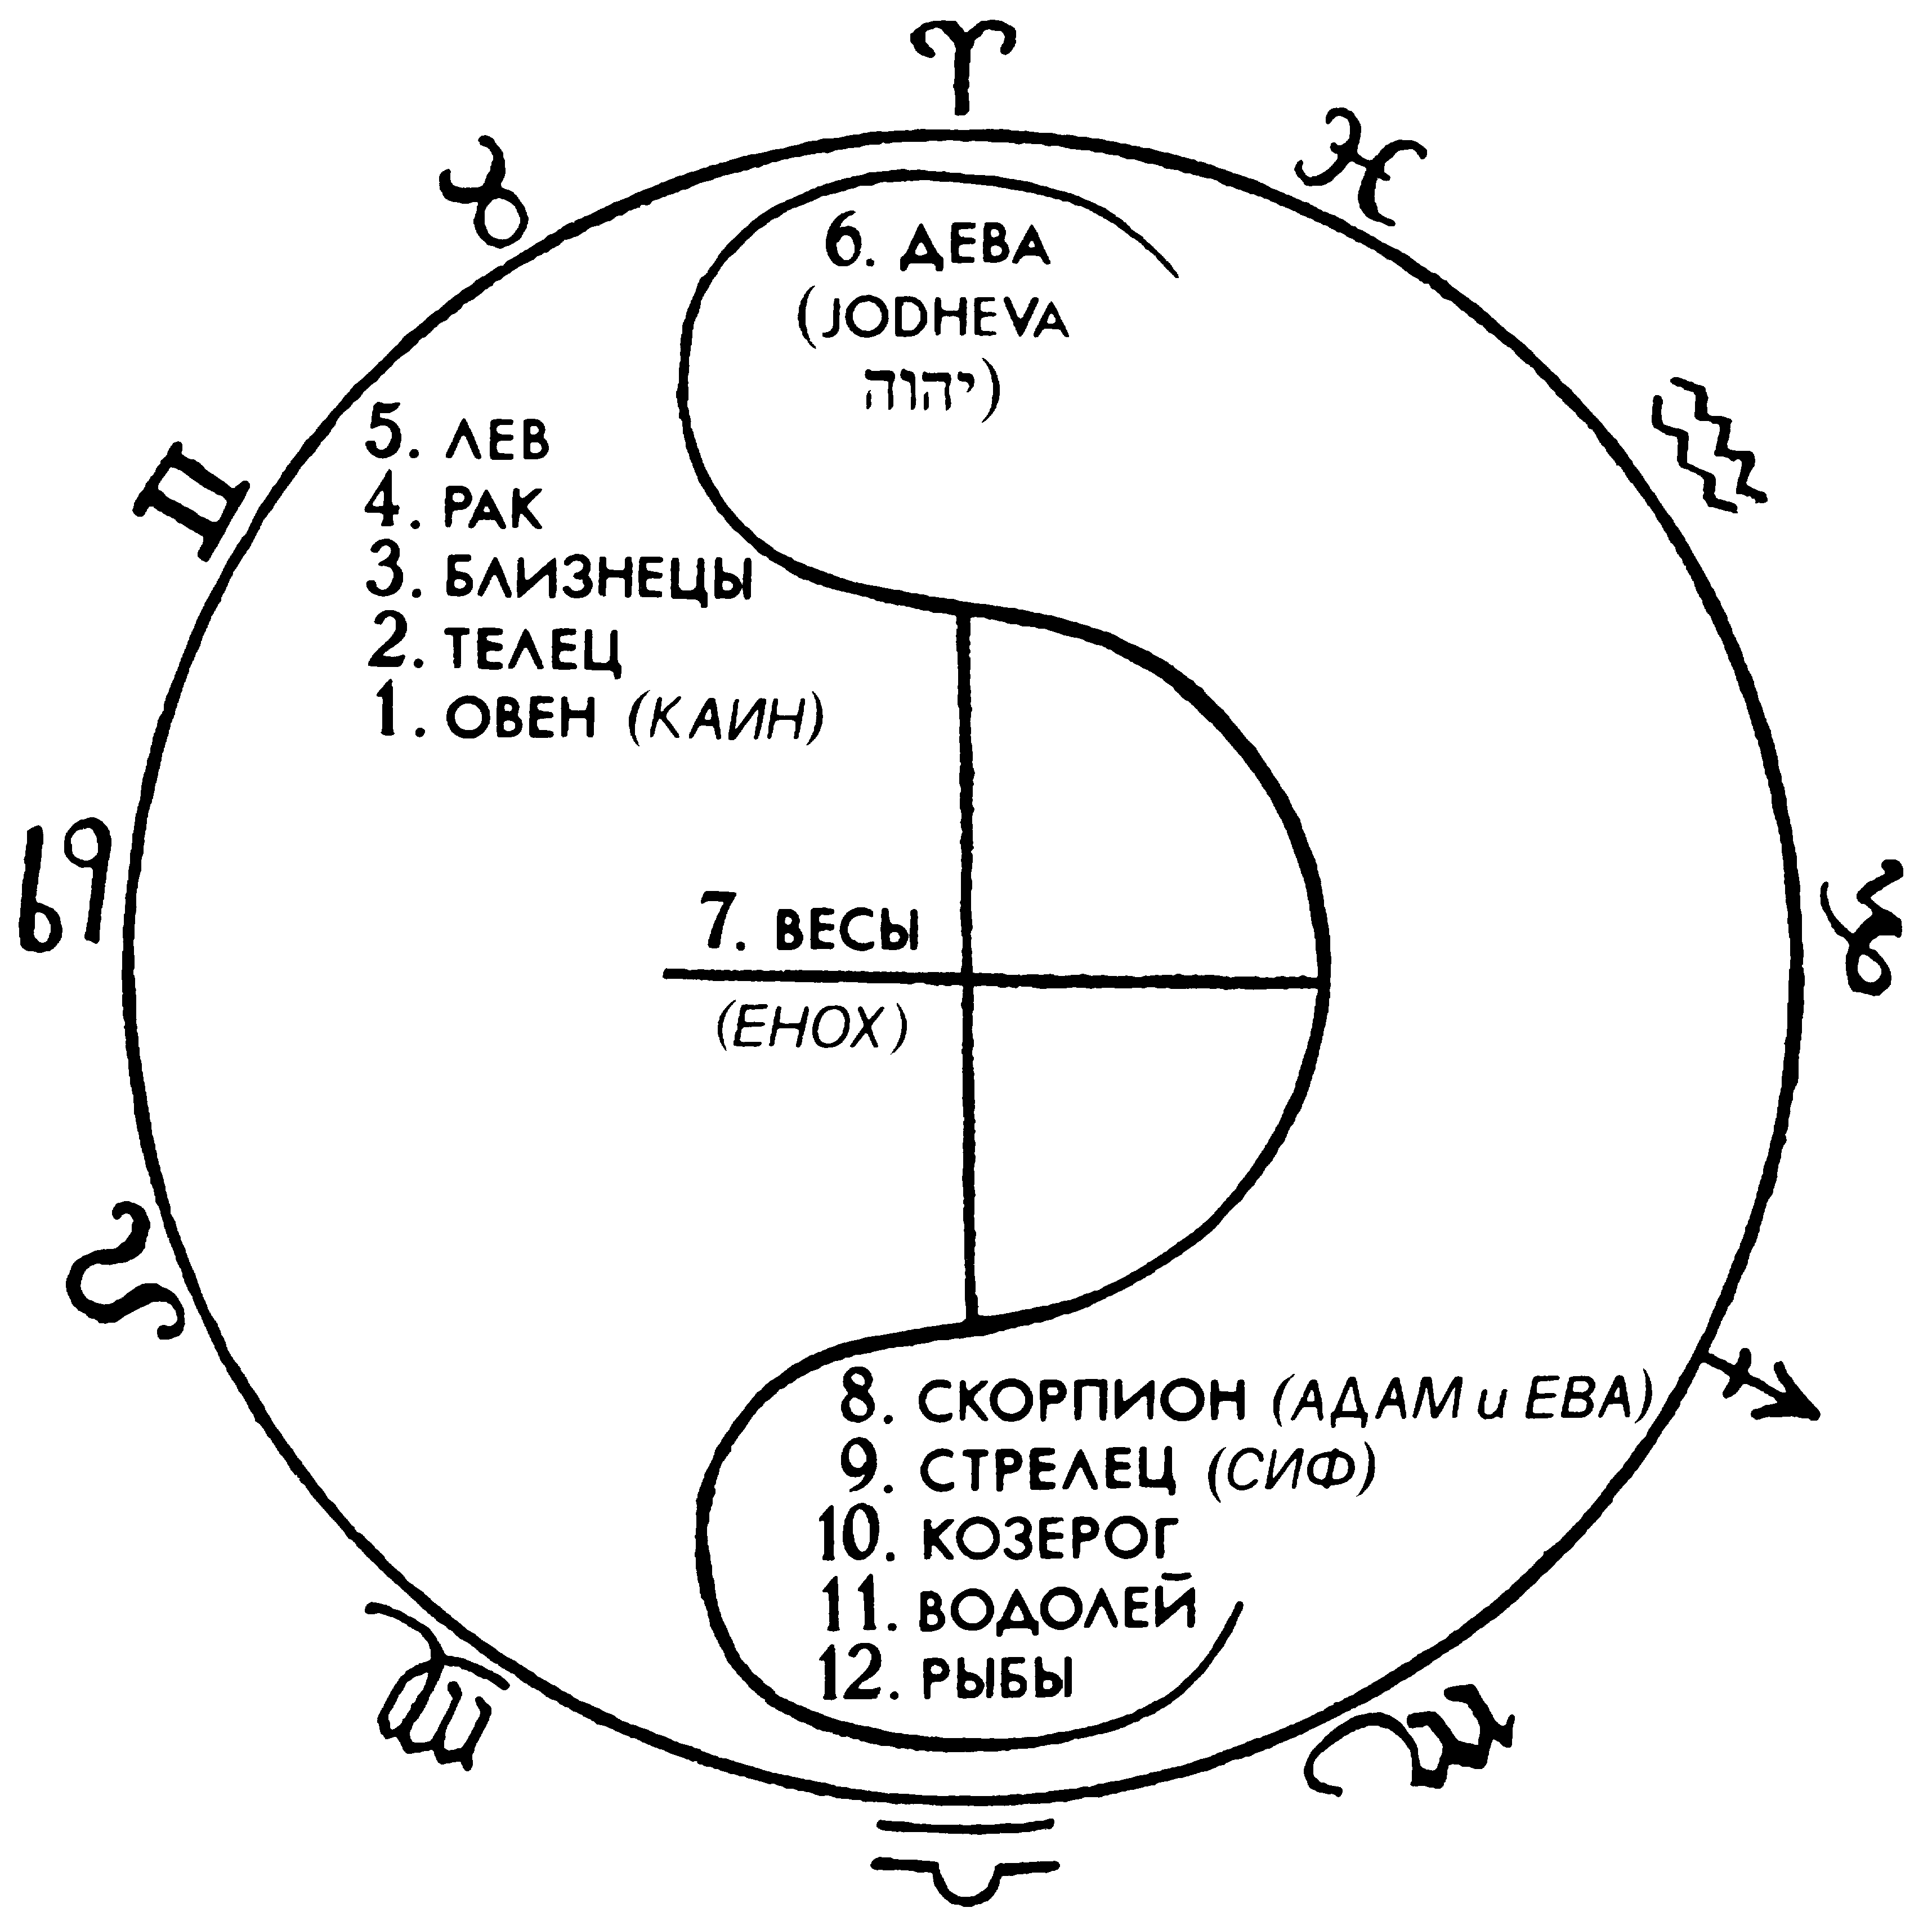 6. ДЕВА
(JODHEVA
יהוה)
5. ЛЕВ
4. РАК
3. БЛИЗНЕЦЫ
2. ТЕЛЕЦ
1. ОВЕН (КАИН)
7. ВЕСЫ
(ЕНОХ)
8. СКОРПИОН (АДАМ и ЕВА)
9. СТРЕЛЕЦ (СИФ)
10. КОЗЕРОГ
11. ВОДОЛЕЙ
12. РЫБЫ